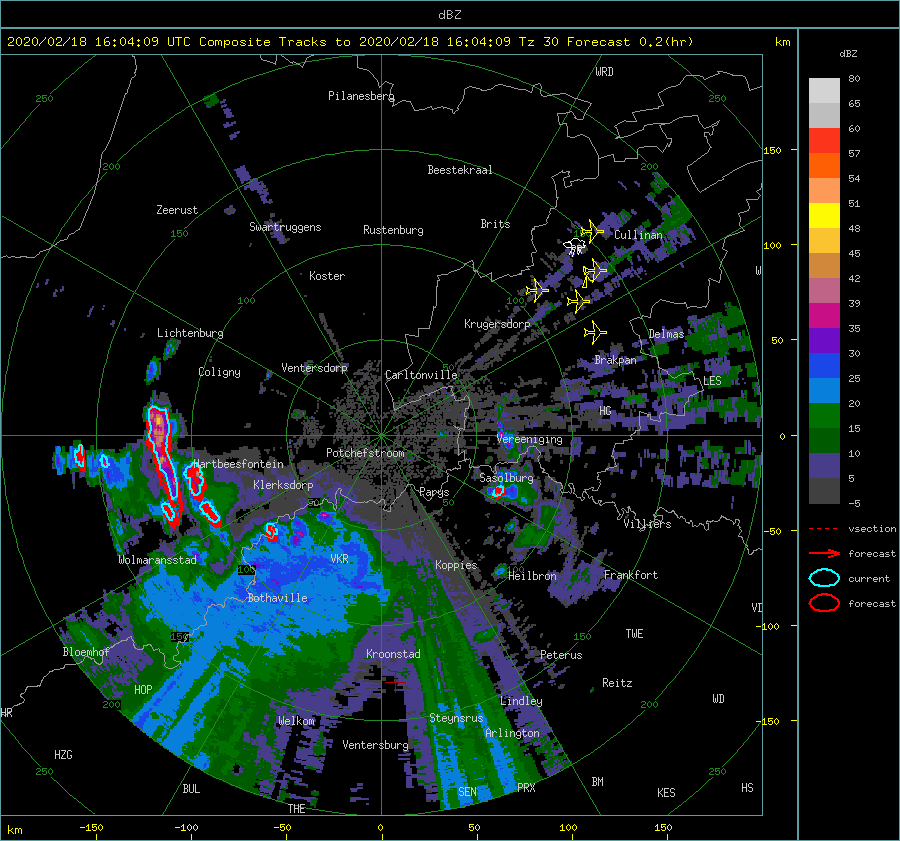 dBZ
2020/02/18 16:04:09 UTC Composite Tracks to 2020/02/18 16:04:09 Tz 30 Forecast 0.2(hr)
km
dBZ
80
65
60
57
54
51
48
45
42
39
35
30
25
20
15
10
5
-5
vsection
forecast
current
forecast
WRD
250
Pilanesberg
250
150
200
Beestekraal
200
Zeerust
Swartruggens
Brits
150
Rustenburg
Cullinan
100
Koster
100
100
Krugersdorp
Lichtenburg
Delmas
50
Coligny
Ventersdorp
Carltonville
Brakpan
LES
HG
Vereeniging
0
Potchefstroom
Hartbeesfontein
Klerksdorp
Parys
Sasolburg
50
50
Villiers
-50
Wolmaransstad
VKR
Koppies
100
100
Heilbron
Frankfort
Bothaville
VD
-100
150
150
TWE
Bloemhof
Kroonstad
Peterus
HOP
Reitz
WD
200
200
Lindley
HR
Welkom
Steynsrus
-150
Arlington
HZG
Ventersburg
250
250
BUL
BM
PRX
SEN
KES
HS
THE
km
-150
-100
-50
0
50
100
150